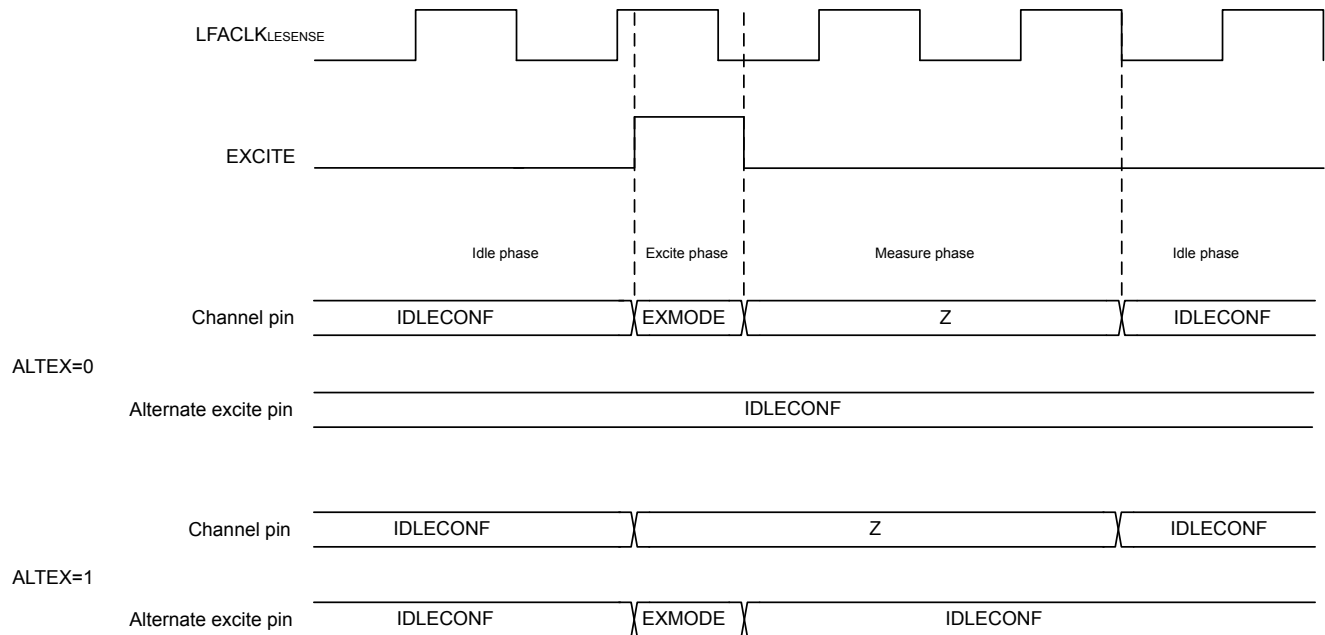 LFACLKLESENSE
EXCITE
Idle phase Excite phase Measure phase Idle phase
Channel pin IDLECONF EXMODE Z IDLECONF
ALTEX=0
Alternate excite pin IDLECONF
Channel pin IDLECONF Z IDLECONF
ALTEX=1
Alternate excite pin IDLECONF EXMODE IDLECONF